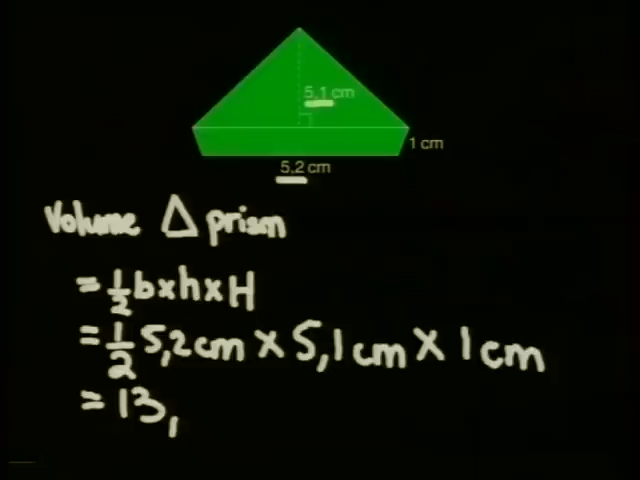 5,1 cm
1 cm
5,2 cm
Volume Δ prism
= 1/2 b x h x H
= 1/2 5,2 cm x 5,1 cm x 1 cm
= 13,